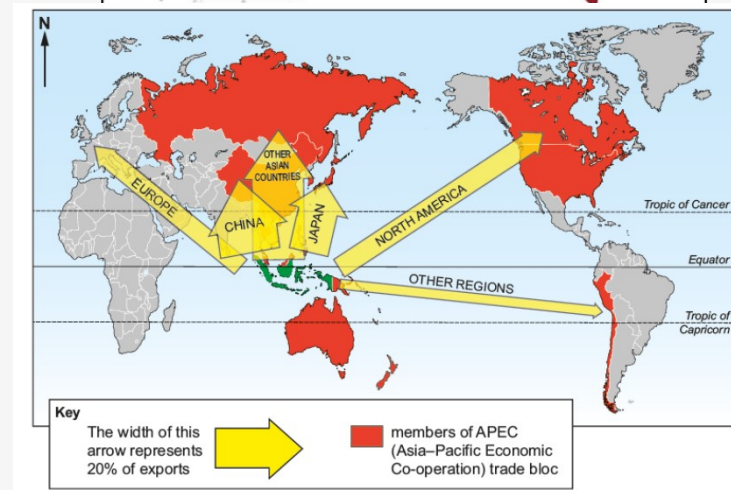 N
OTHER
ASIAN
COUNTRIES
EUROPE
CHINA
JAPAN
NORTH AMERICA
Tropic of Cancer
Equator
OTHER REGIONS
Tropic of
Capricorn
Key
The width of this
arrow represents
20% of exports
members of APEC
(Asia–Pacific Economic
Co-operation) trade bloc